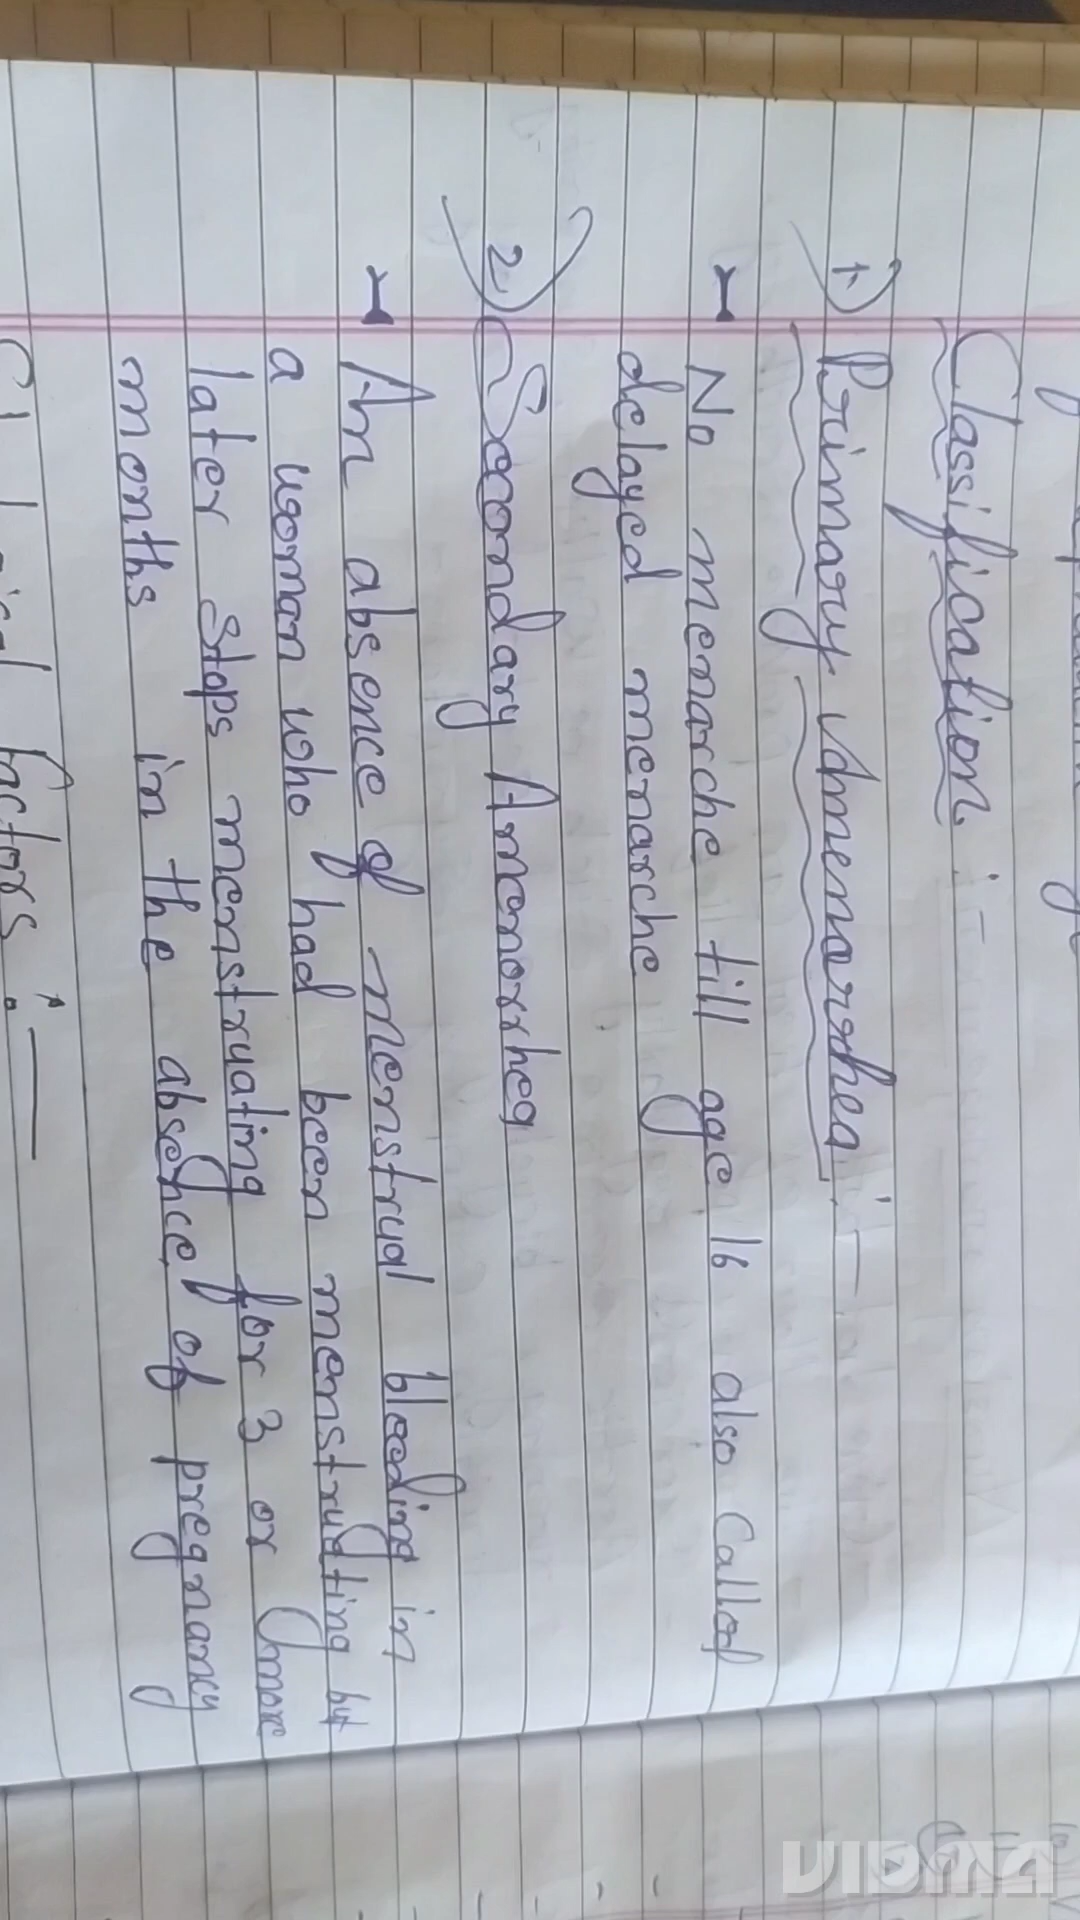 Classification :-
1.) Primary Amenorrhea :-
No menarche till age 16 also called
delayed menarche
2.) Secondary Amenorrhea
An absence of menstrual bleeding in
a woman who had been menstruating but
later stops menstruating for 3 or more
months in the absence of pregnancy
factors :-
VIDMA